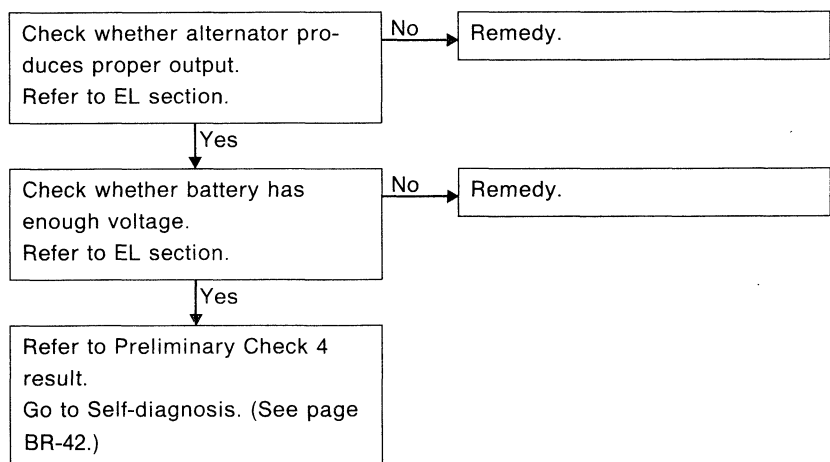 Check whether alternator pro-
duces proper output.
Refer to EL section.
No
Remedy.
Yes
Check whether battery has
enough voltage.
Refer to EL section.
No
Remedy.
Yes
Refer to Preliminary Check 4
result.
Go to Self-diagnosis. (See page
BR-42.)